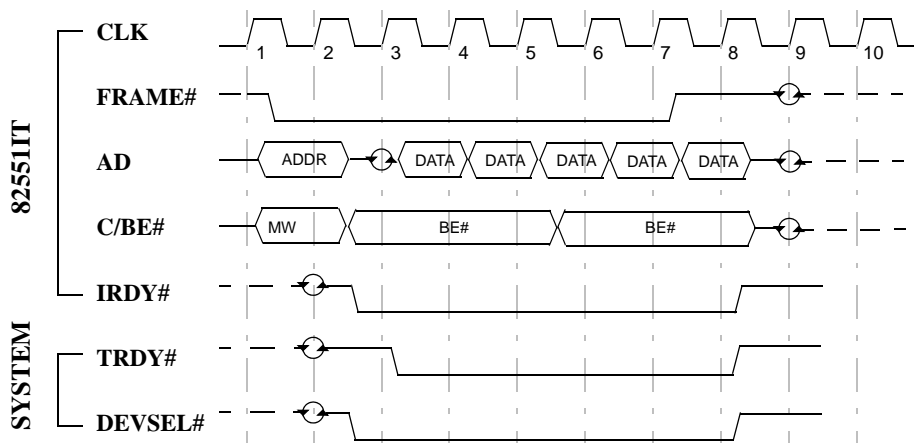 CLK
1 2 3 4 5 6 7 8 9 10
FRAME#
82551IT
AD
ADDR DATA DATA DATA DATA DATA
C/BE#
MW BE# BE#
IRDY#
SYSTEM
TRDY#
DEVSEL#